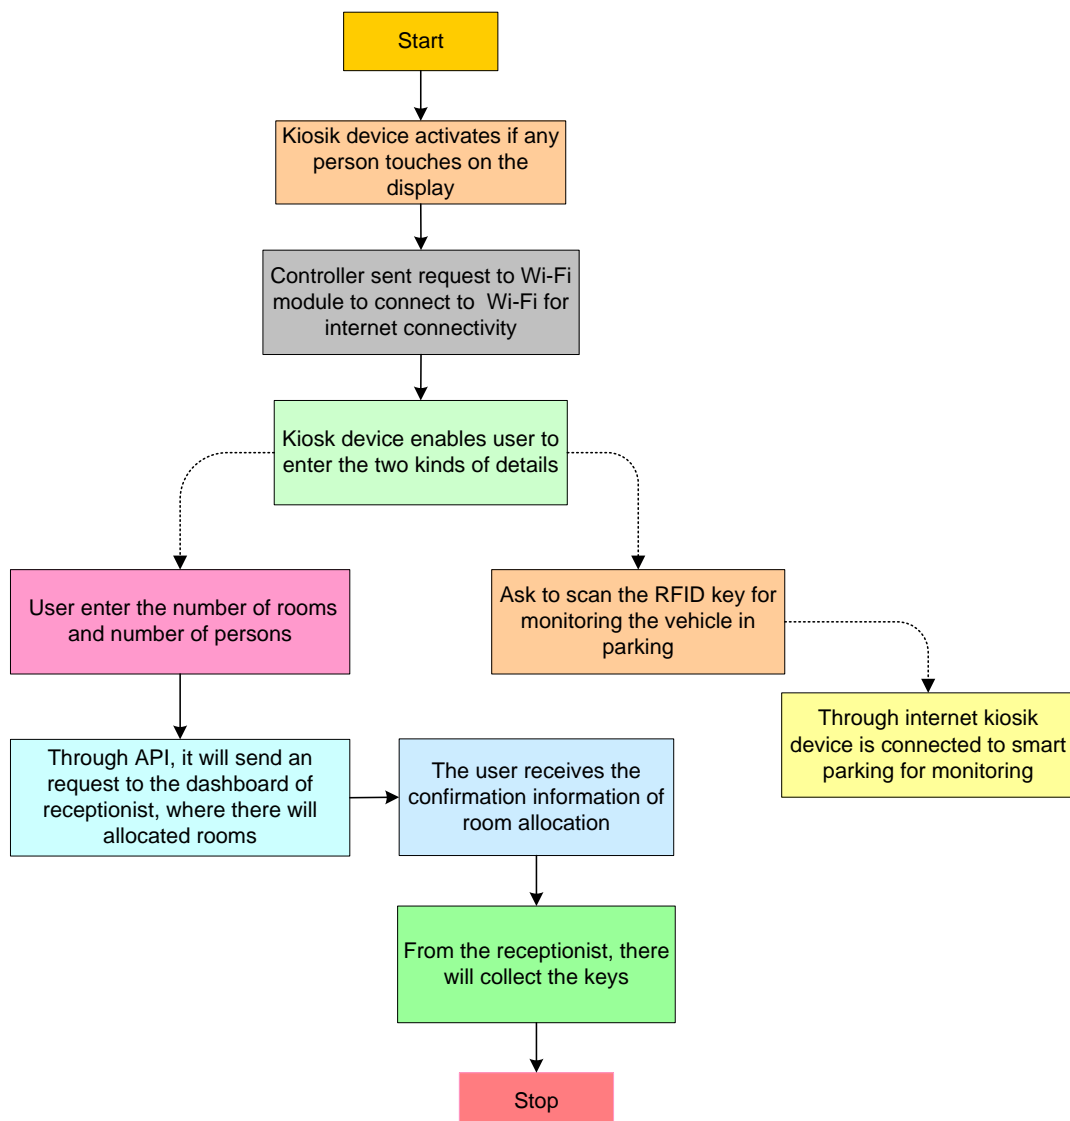 Start
Kiosik device activates if any
person touches on the
display
Controller sent request to Wi-Fi
module to connect to Wi-Fi for
internet connectivity
Kiosk device enables user to
enter the two kinds of details
User enter the number of rooms
and number of persons
Ask to scan the RFID key for
monitoring the vehicle in
parking
Through internet kiosik
device is connected to smart
parking for monitoring
Through API, it will send an
request to the dashboard of
receptionist, where there will
allocated rooms
The user receives the
confirmation information of
room allocation
From the receptionist, there
will collect the keys
Stop